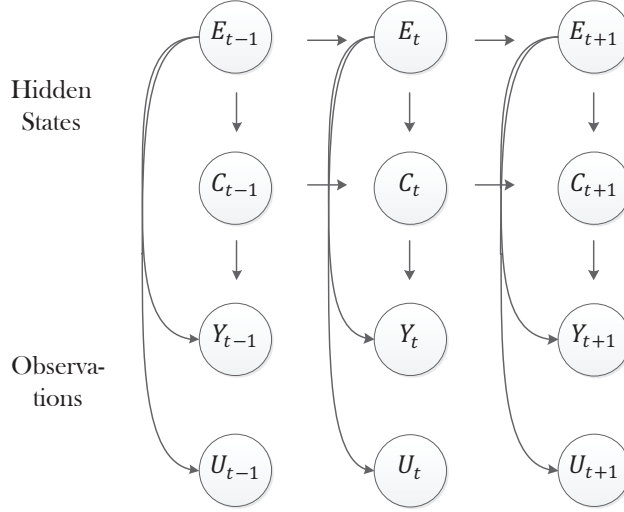 E_{t−1} E_t E_{t+1}
Hidden
States
C_{t−1} C_t C_{t+1}
Y_{t−1} Y_t Y_{t+1}
Observa-
tions
U_{t−1} U_t U_{t+1}